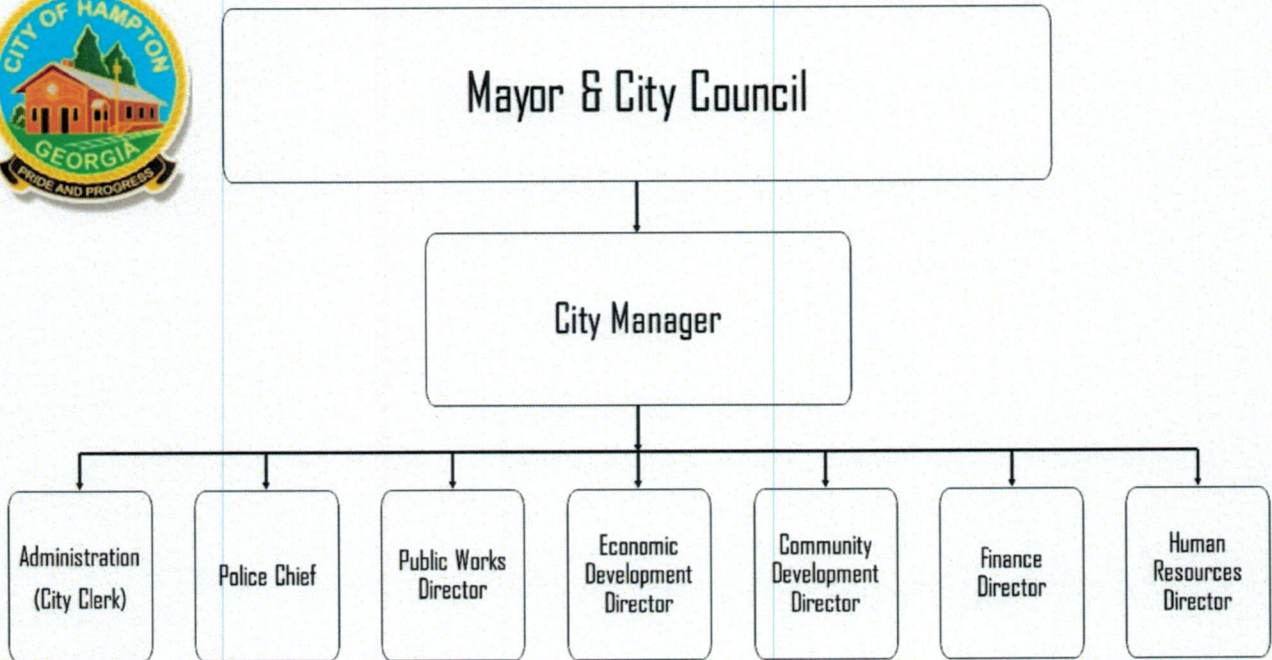 CITY OF HAMPTON
GEORGIA
PRIDE AND PROGRESS
Mayor & City Council
City Manager
Administration
(City Clerk)
Police Chief
Public Works
Director
Economic
Development
Director
Community
Development
Director
Finance
Director
Human
Resources
Director